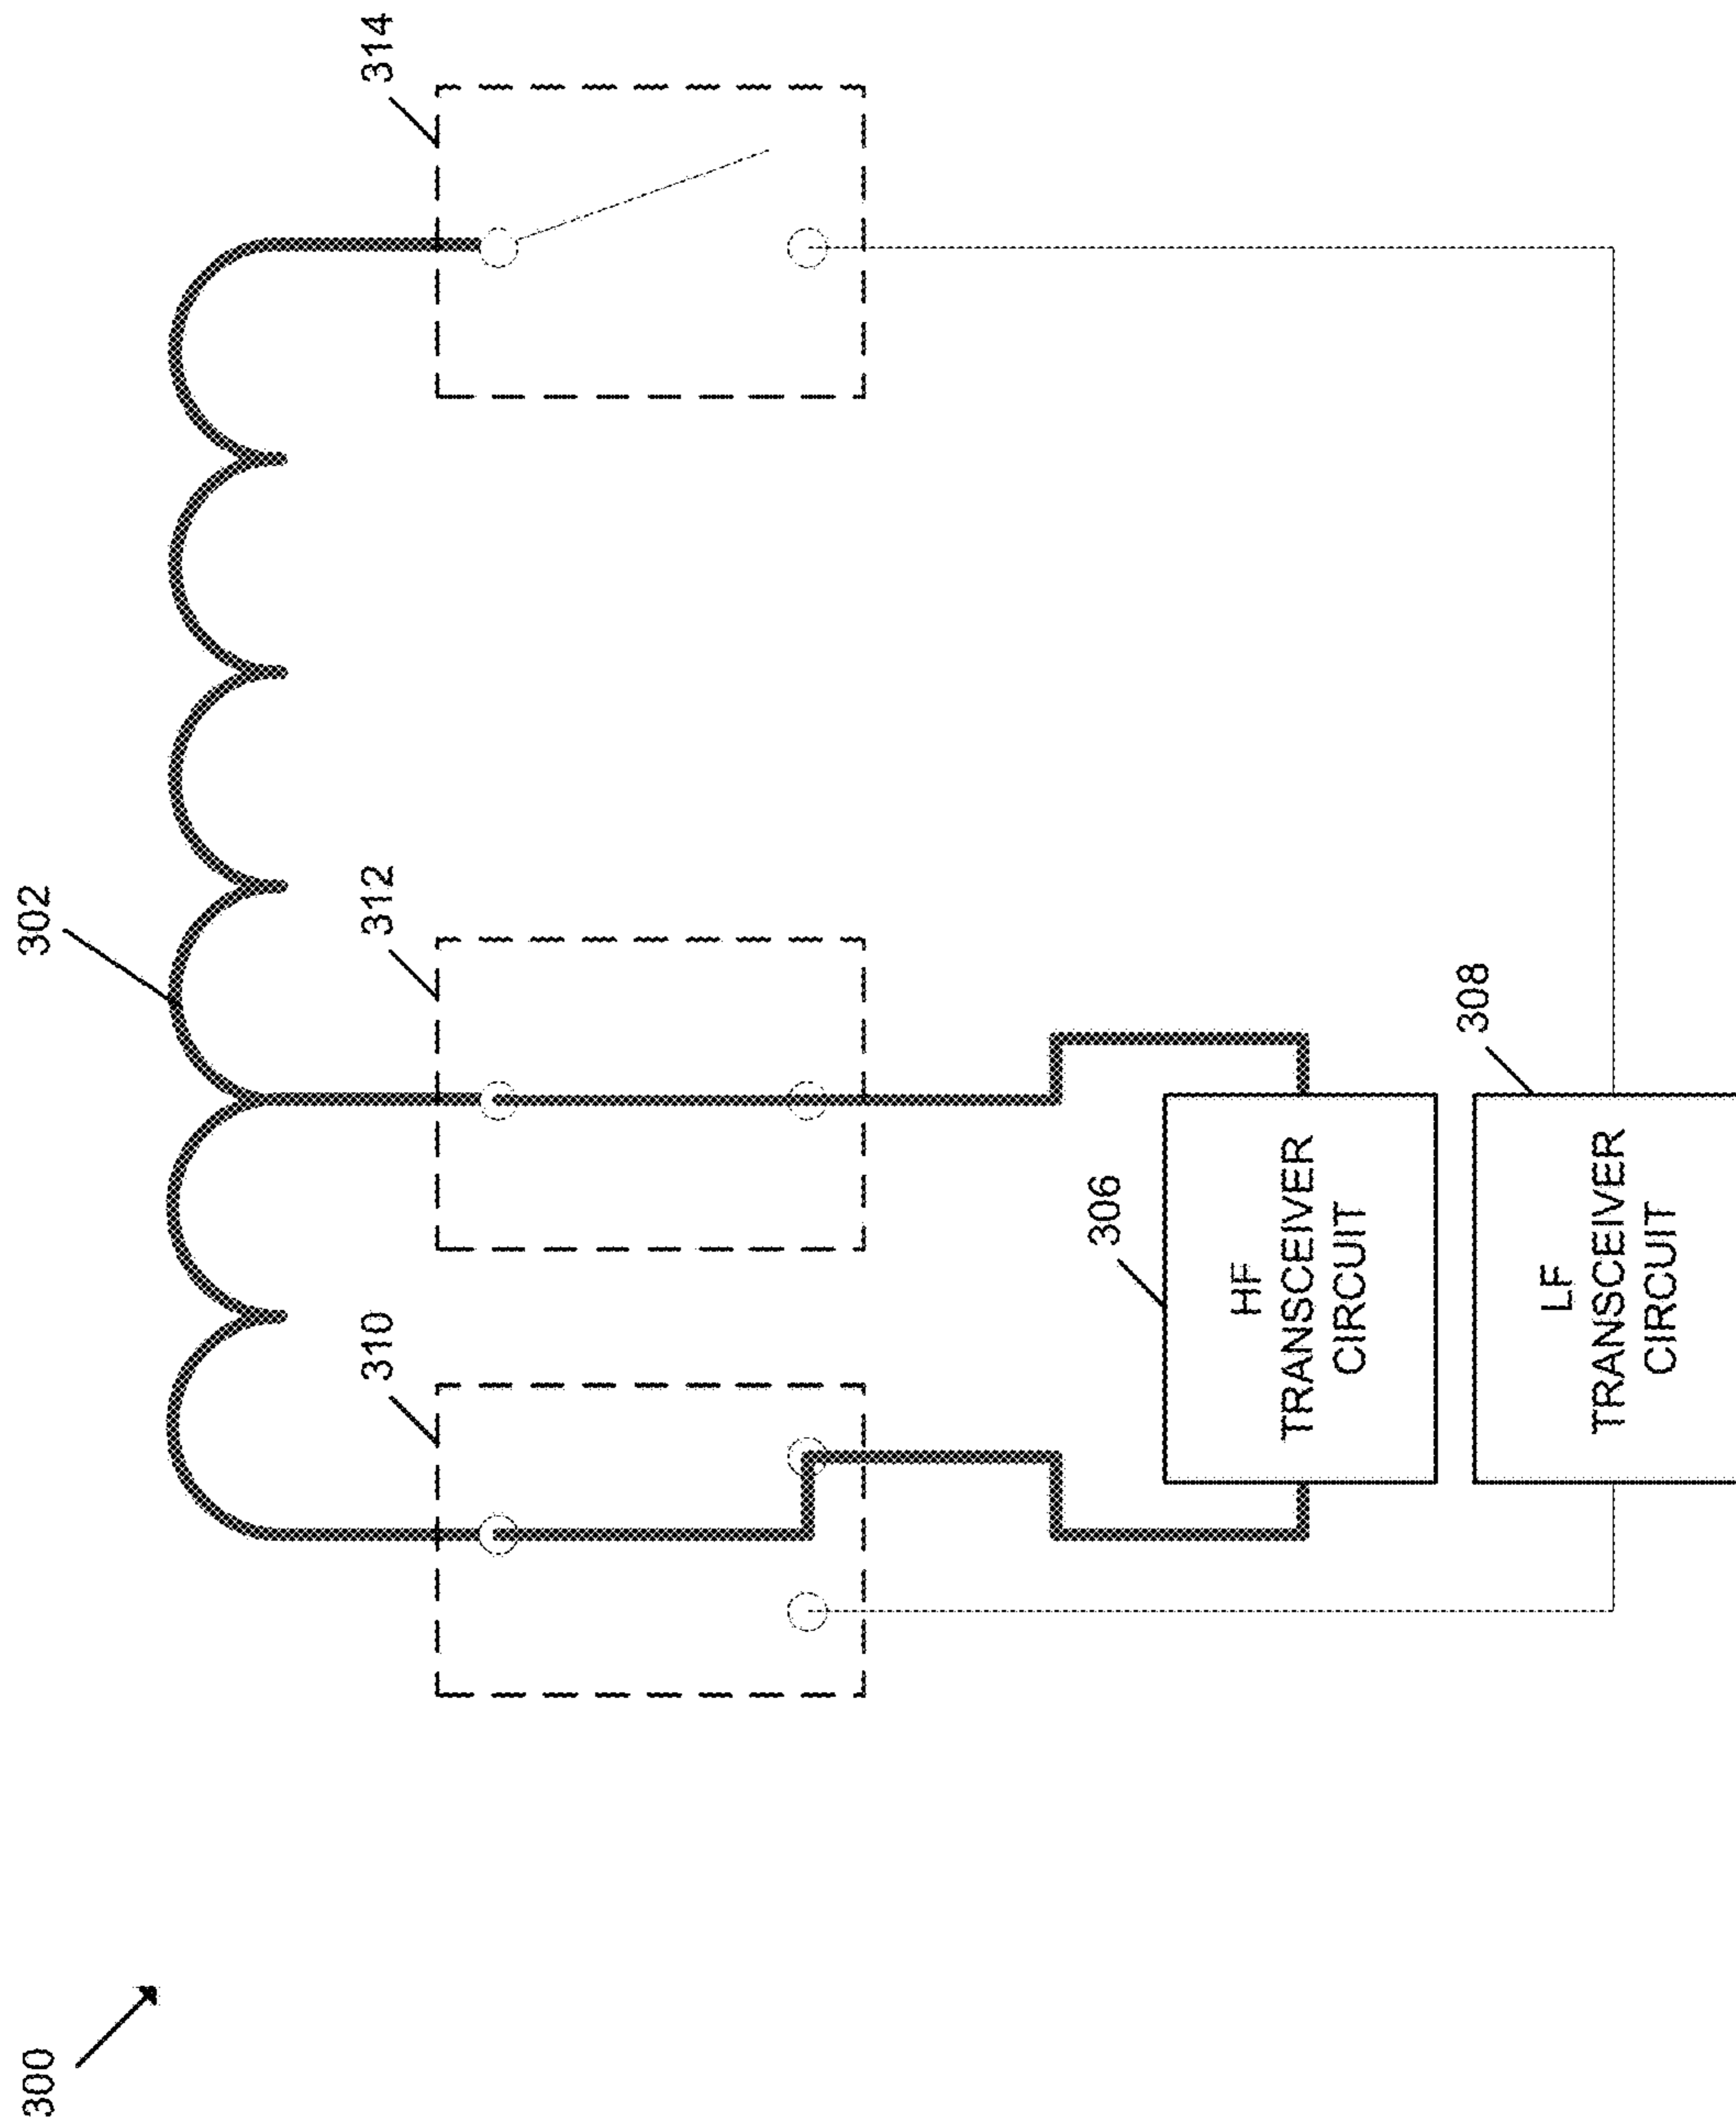 300
302
310
312
314
306
HF
TRANSCEIVER
CIRCUIT
308
LF
TRANSCEIVER
CIRCUIT